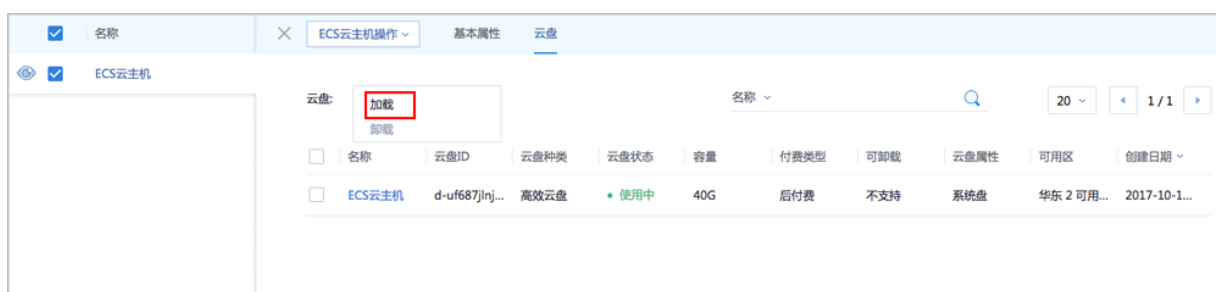 名称 ECS云主机操作 基本属性 云盘
ECS云主机
云盘: 加载 名称 20 1 / 1
卸载
名称 云盘ID 云盘种类 云盘状态 容量 付费类型 可卸载 云盘属性 可用区 创建日期
ECS云主机 d-uf687jlnj... 高效云盘 使用中 40G 后付费 不支持 系统盘 华东 2 可用... 2017-10-1...